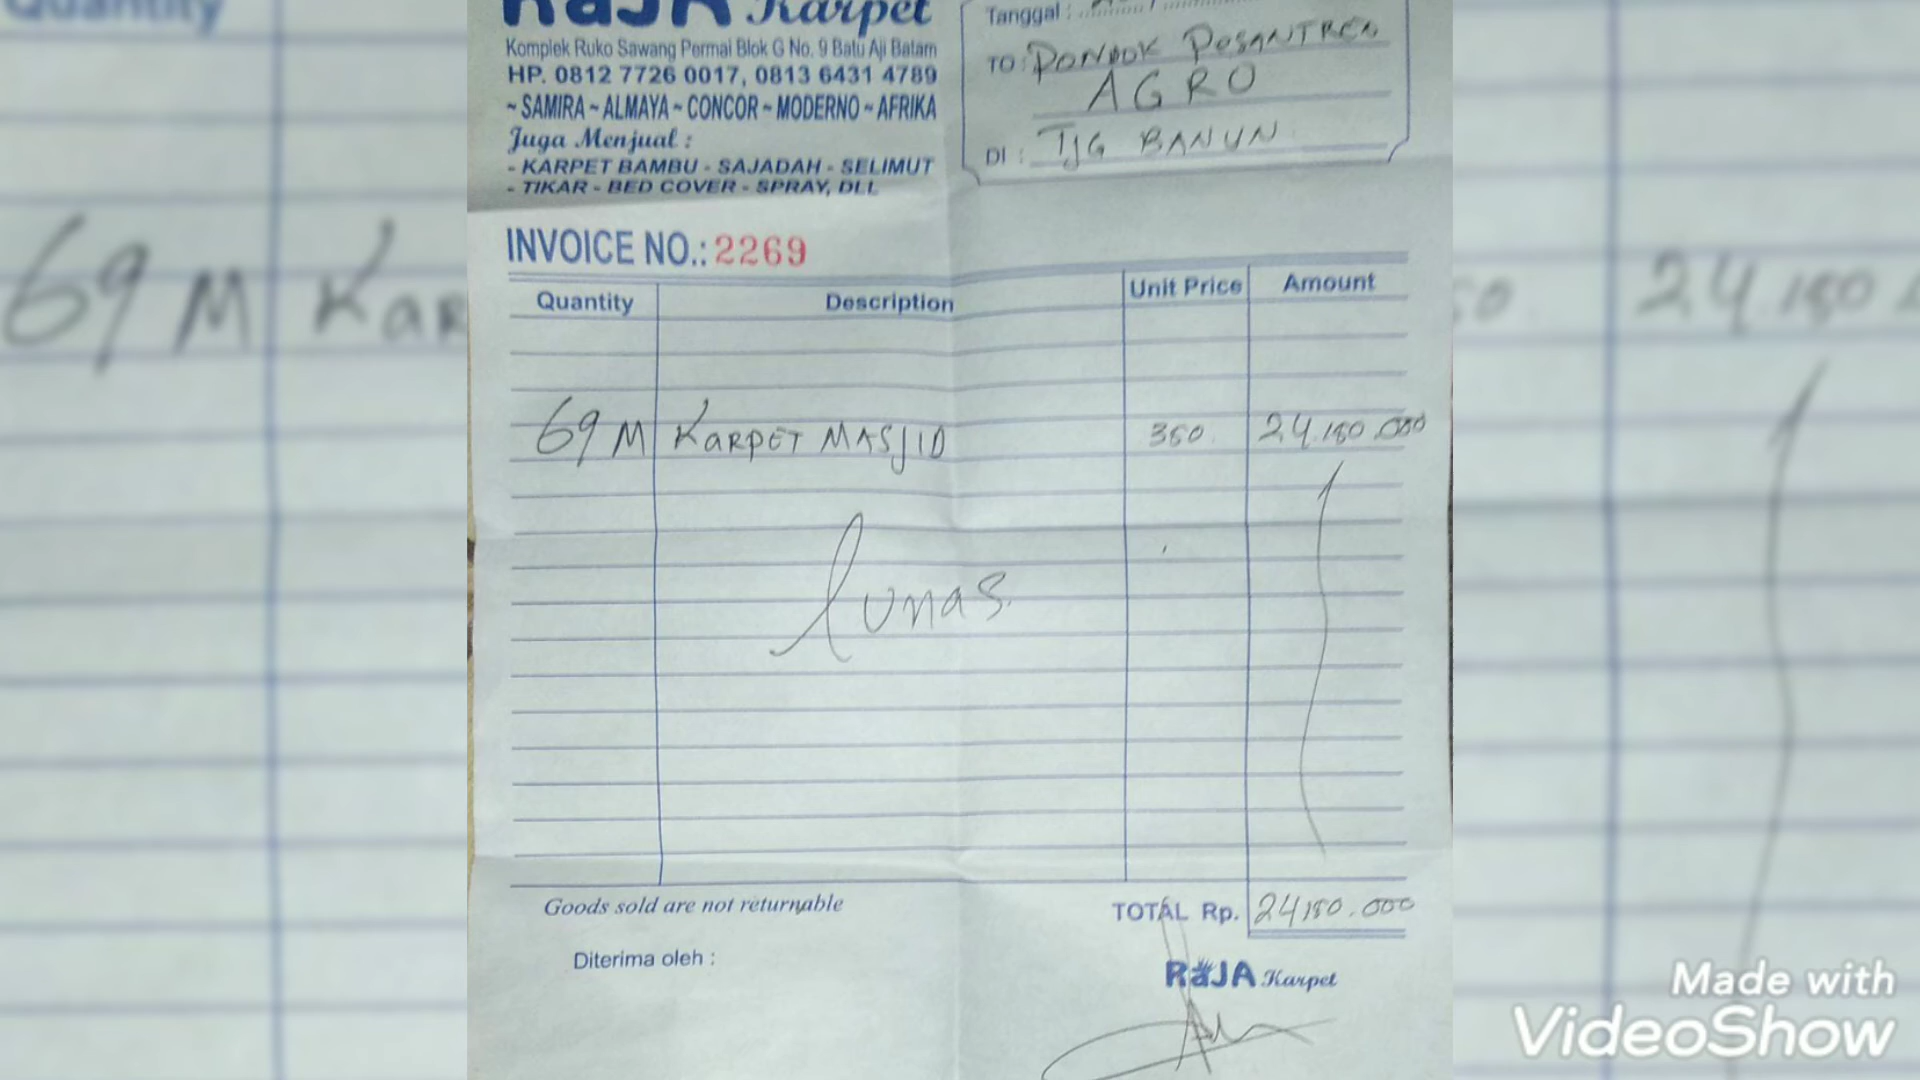 RaJA Karpet
Komplek Ruko Sawang Permai Blok G No. 9 Batu Aji Batam
HP. 0812 7726 0017, 0813 6431 4789
~ SAMIRA ~ ALMAYA ~ CONCOR ~ MODERNO ~ AFRIKA
Juga Menjual :
- KARPET BAMBU - SAJADAH - SELIMUT
- TIKAR - BED COVER - SPRAY, DLL
Tanggal :
TO : PONDOK PESANTREN
AGRO
DI : TJG BANUN
INVOICE NO.: 2269
Quantity Description Unit Price Amount
69 M KARPET MASJID 350 24.150.000
lunas.
Goods sold are not returnable
TOTAL Rp. 24150.000
Diterima oleh :
RaJA Karpet
Made with
VideoShow